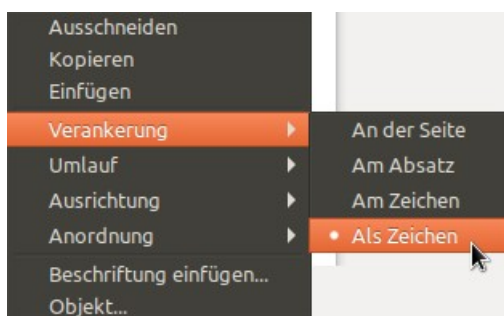 Ausschneiden
Kopieren
Einfügen
Verankerung
Umlauf
Ausrichtung
Anordnung
Beschriftung einfügen...
Objekt...
An der Seite
Am Absatz
Am Zeichen
Als Zeichen